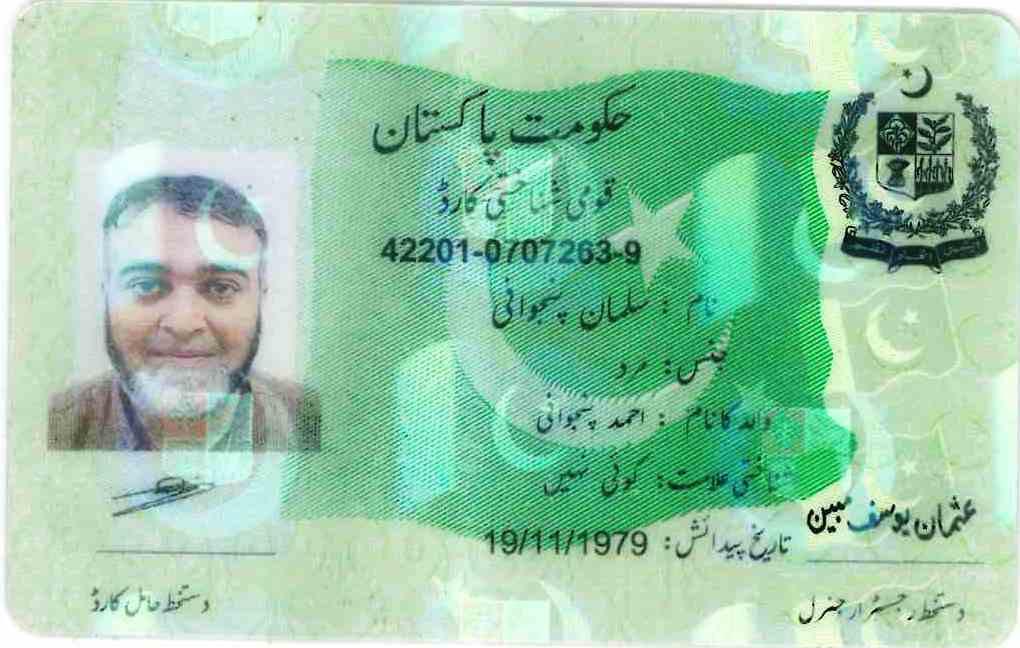 حکومت پاکستان
قومی شناختی کارڈ
42201-0707263-9
نام : سلمان پنجوانی
جنس: مرد
والد کا نام : احمد پنجوانی
شناختی علامت: کوئی نہیں
تاریخ پیدائش: 19/11/1979
عثمان یوسف مبین
دستخط حامل کارڈ
دستخط رجسٹرار جنرل